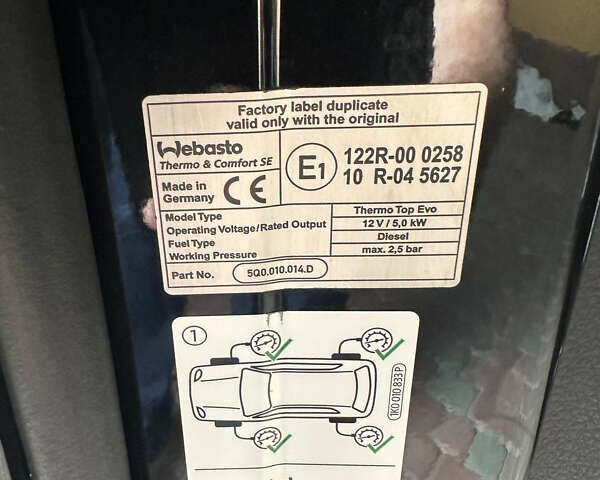 Factory label duplicate
valid only with the original
Webasto
Thermo & Comfort SE
E1
122R-00 0258
10 R-04 5627
Made in
Germany
CE
Model Type Thermo Top Evo
Operating Voltage/Rated Output 12 V / 5,0 kW
Fuel Type Diesel
Working Pressure max. 2,5 bar
Part No. 5Q0.010.014.D
1
1K0 010 833 P